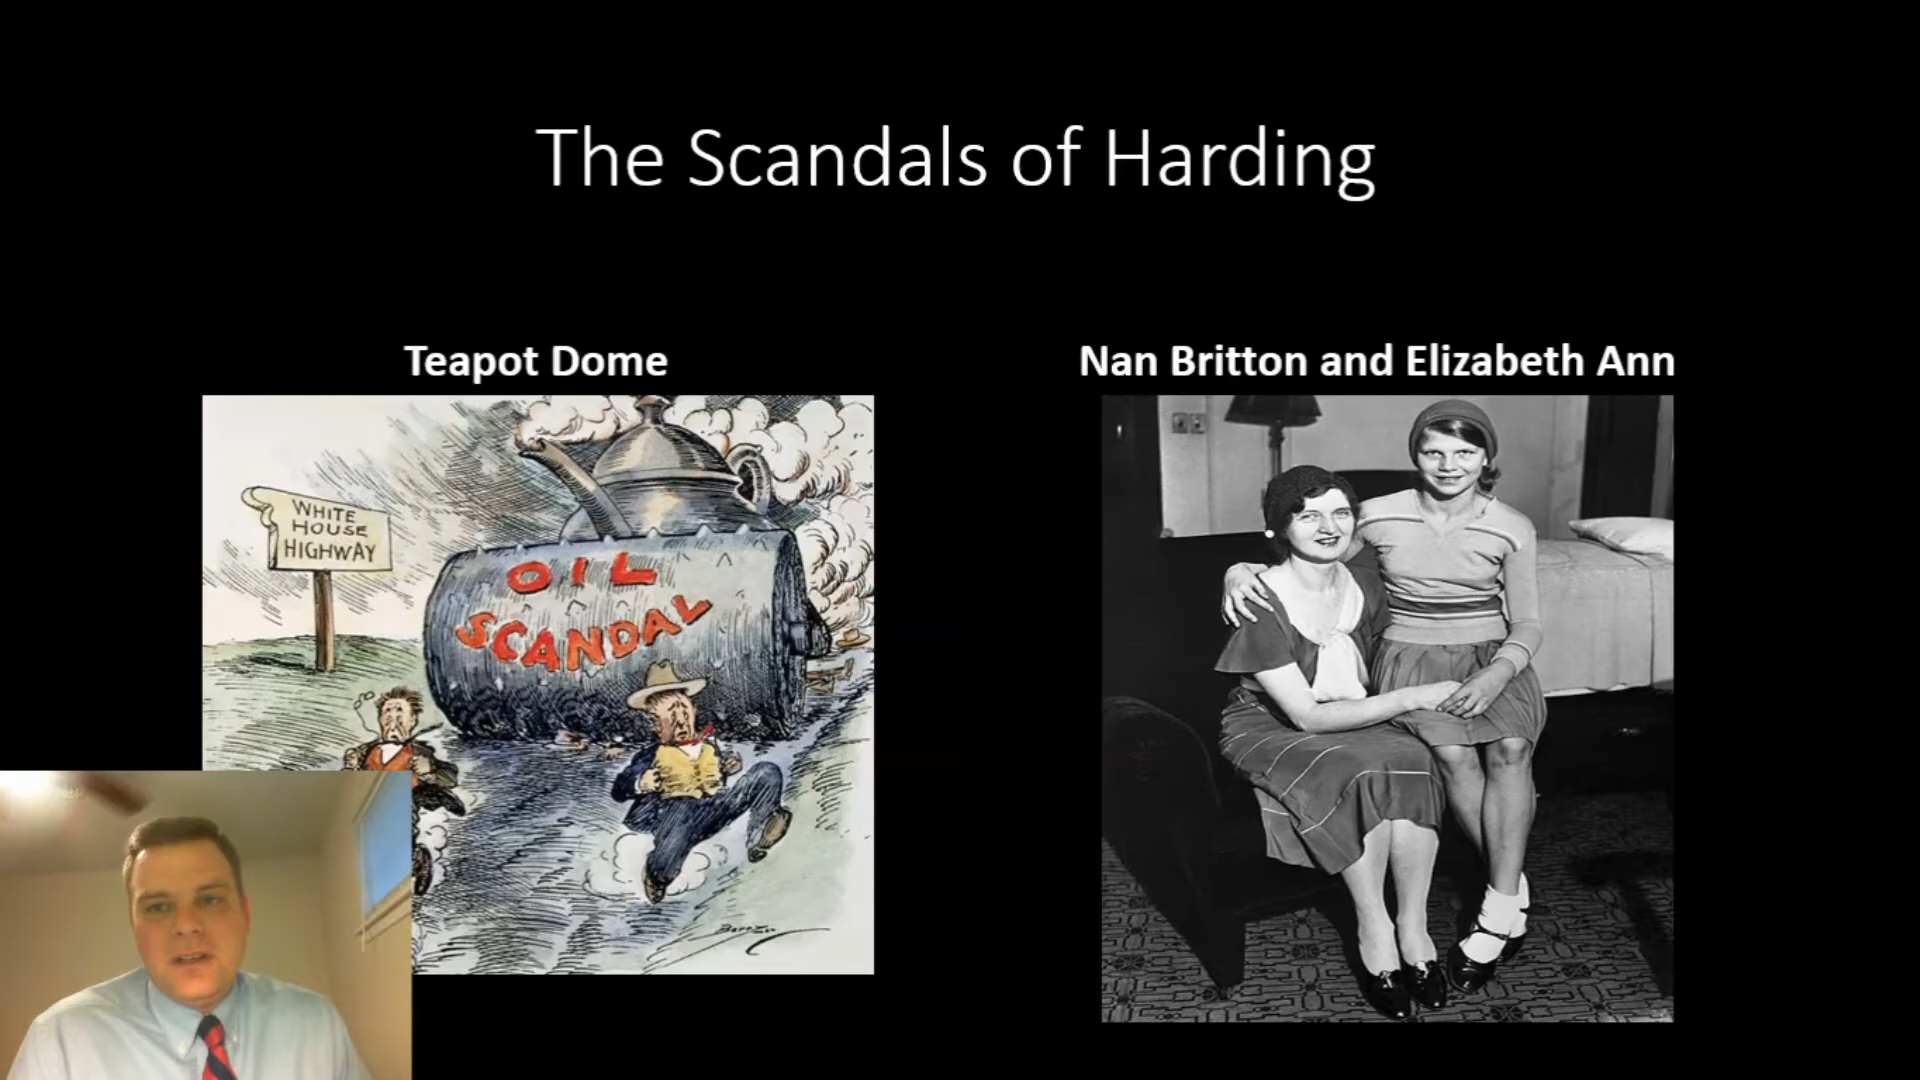 The Scandals of Harding
Teapot Dome
Nan Britton and Elizabeth Ann
WHITE
HOUSE
HIGHWAY
OIL
SCANDAL